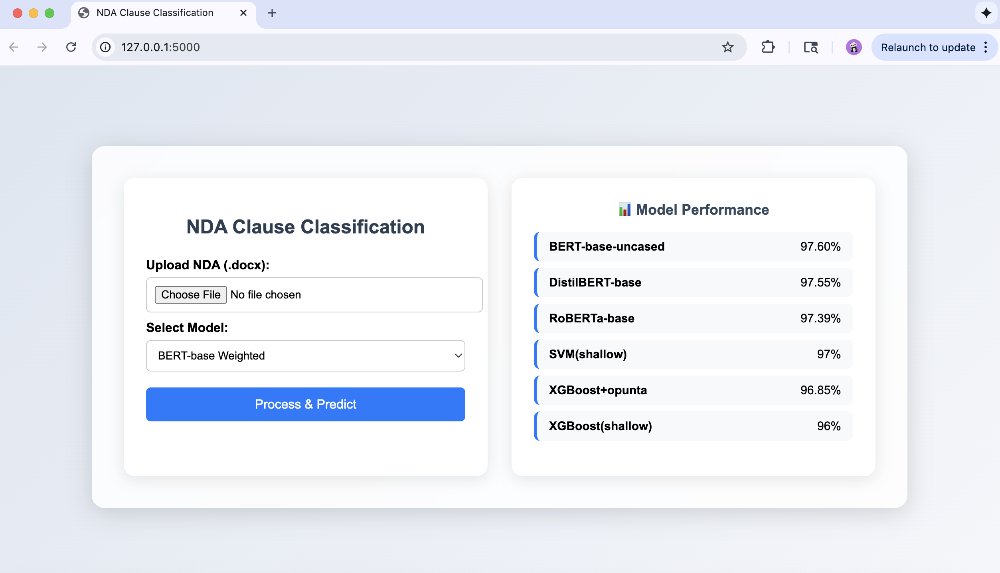 NDA Clause Classification
127.0.0.1:5000
Relaunch to update
NDA Clause Classification
Upload NDA (.docx):
Choose File No file chosen
Select Model:
BERT-base Weighted
Process & Predict
📊 Model Performance
BERT-base-uncased 97.60%
DistilBERT-base 97.55%
RoBERTa-base 97.39%
SVM(shallow) 97%
XGBoost+opunta 96.85%
XGBoost(shallow) 96%